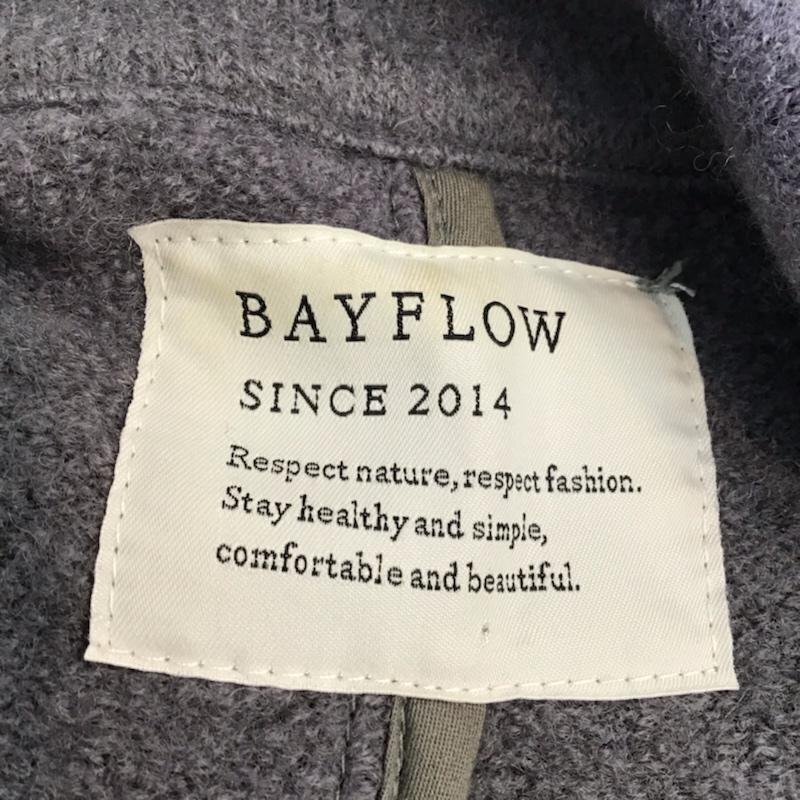 BAYFLOW
SINCE 2014
Respect nature, respect fashion.
Stay healthy and simple,
comfortable and beautiful.